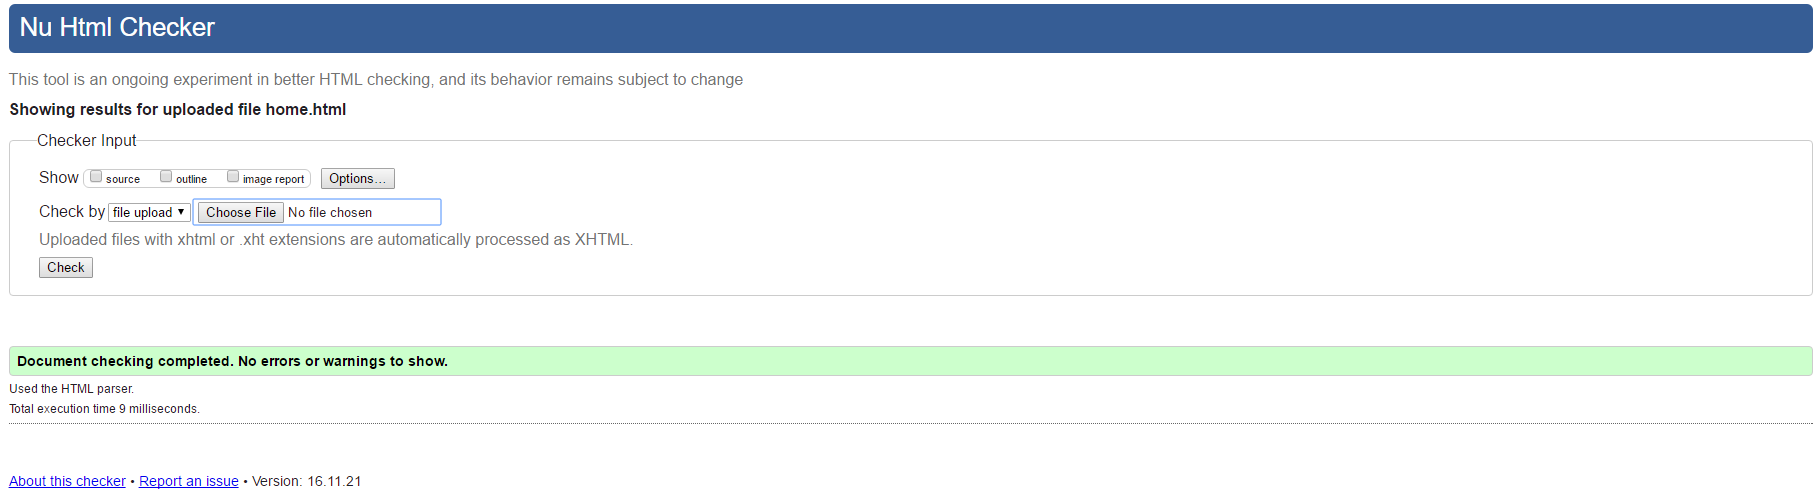 Nu Html Checker
This tool is an ongoing experiment in better HTML checking, and its behavior remains subject to change
Showing results for uploaded file home.html
Checker Input
Show source outline image report Options...
Check by file upload Choose File No file chosen
Uploaded files with xhtml or .xht extensions are automatically processed as XHTML.
Check
Document checking completed. No errors or warnings to show.
Used the HTML parser.
Total execution time 9 milliseconds.
About this checker • Report an issue • Version: 16.11.21